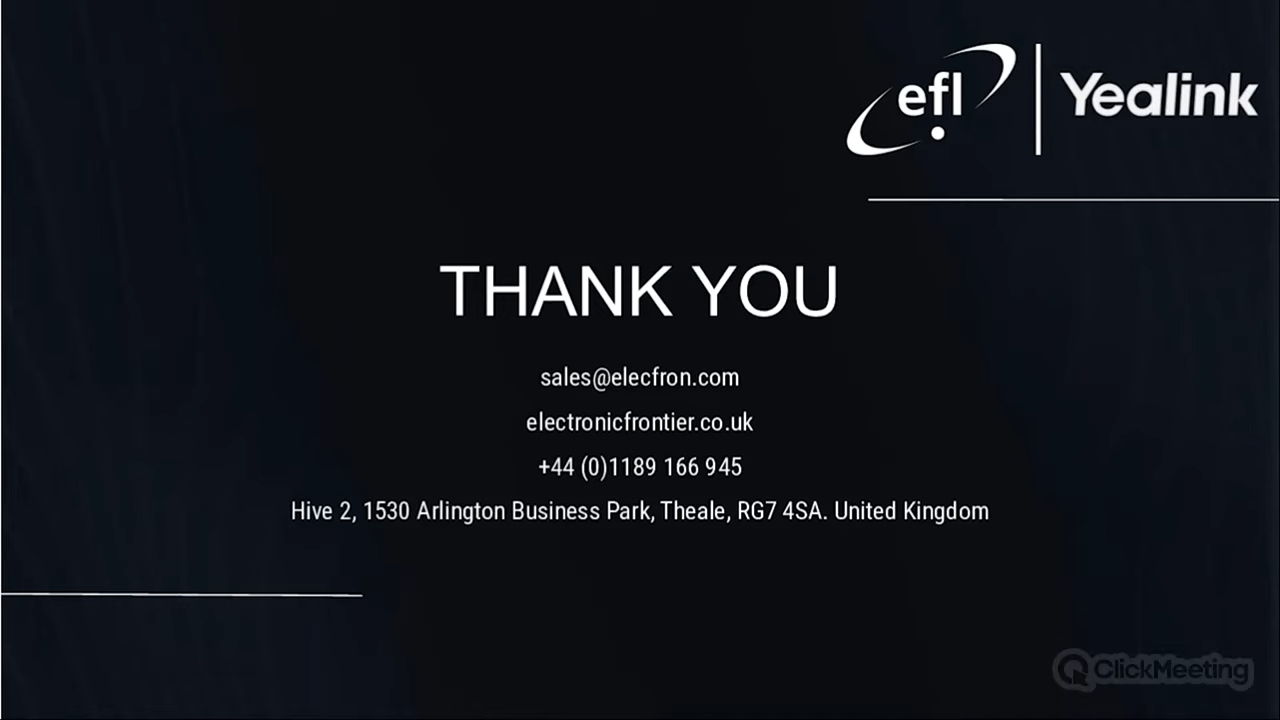 efl | Yealink
THANK YOU
sales@elecfron.com
electronicfrontier.co.uk
+44 (0)1189 166 945
Hive 2, 1530 Arlington Business Park, Theale, RG7 4SA. United Kingdom
ClickMeeting